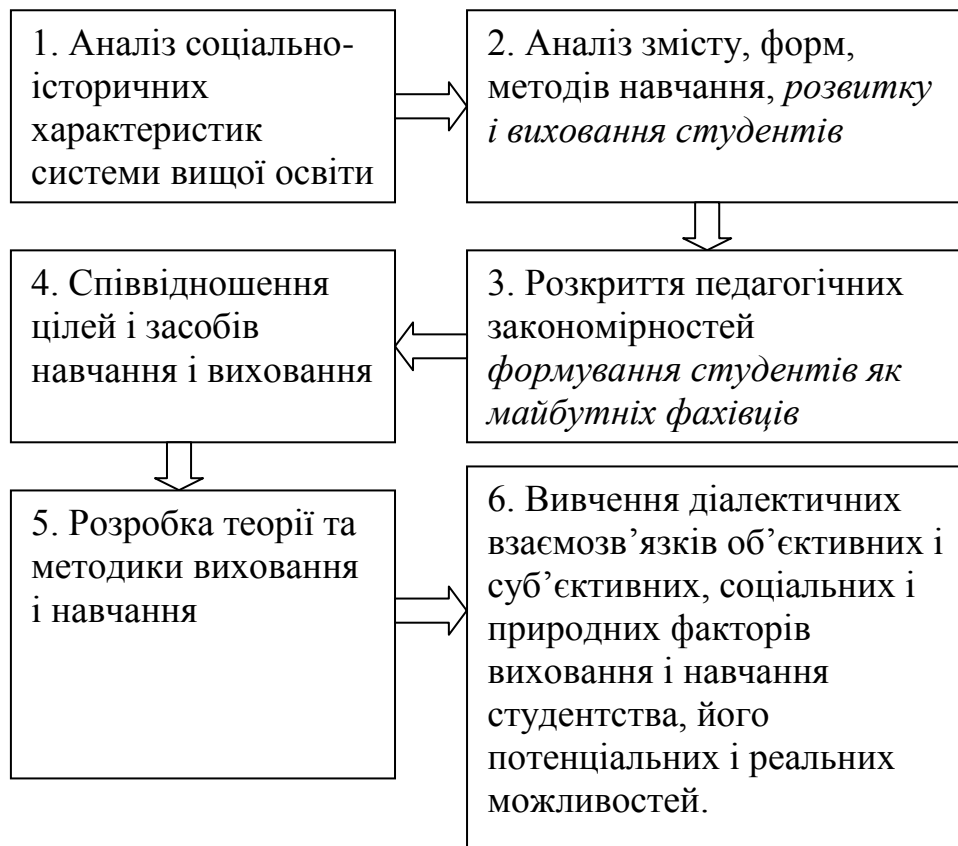 1. Аналіз соціально-
історичних
характеристик
системи вищої освіти
2. Аналіз змісту, форм,
методів навчання, розвитку
і виховання студентів
3. Розкриття педагогічних
закономірностей
формування студентів як
майбутніх фахівців
4. Співвідношення
цілей і засобів
навчання і виховання
5. Розробка теорії та
методики виховання
і навчання
6. Вивчення діалектичних
взаємозв’язків об’єктивних і
суб’єктивних, соціальних і
природних факторів
виховання і навчання
студентства, його
потенціальних і реальних
можливостей.